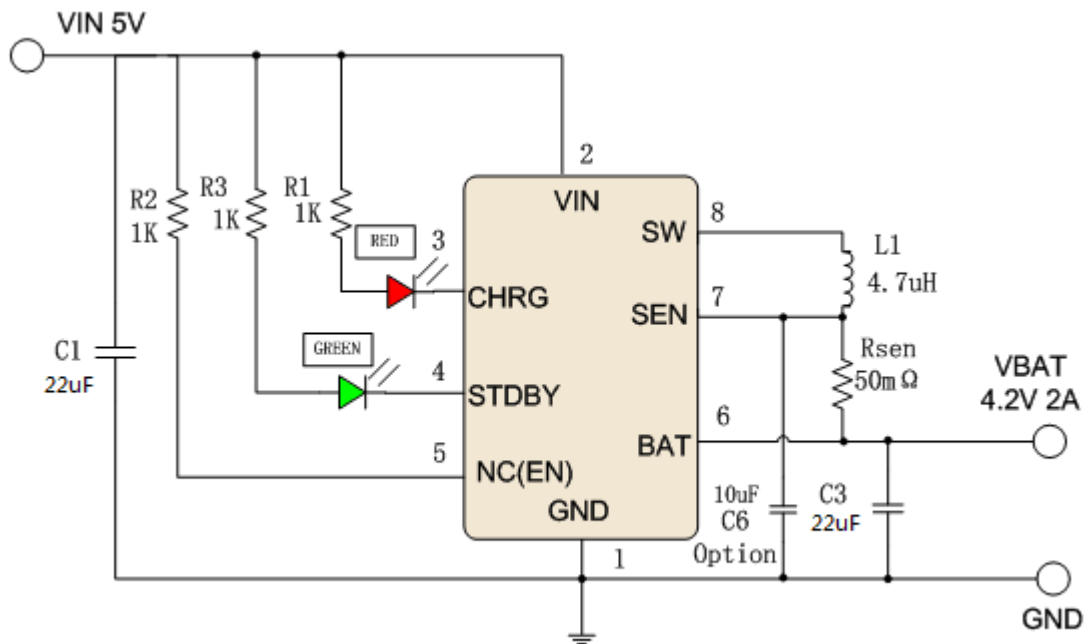 VIN 5V
2
VIN
R2
1K
R3
1K
R1
1K
RED
3
CHRG
GREEN
4
STDBY
5
NC(EN)
GND
1
SW
8
L1
4.7uH
SEN
7
Rsen
50mΩ
BAT
6
VBAT
4.2V 2A
C1
22uF
10uF
C6
Option
C3
22uF
GND